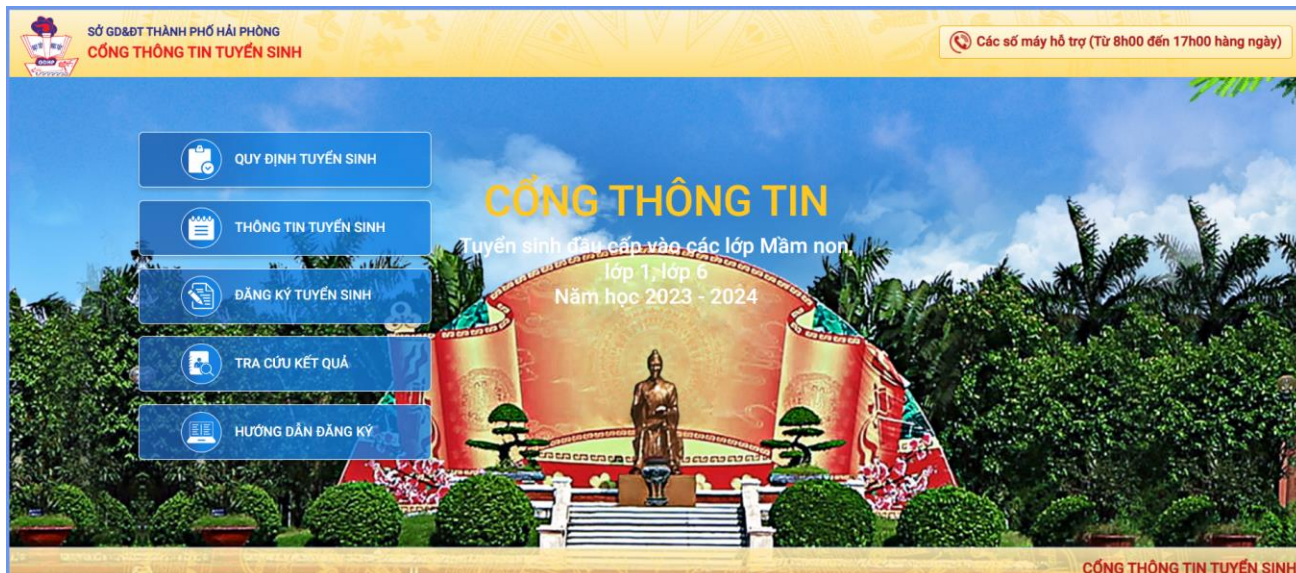 SỞ GD&ĐT THÀNH PHỐ HẢI PHÒNG
CỔNG THÔNG TIN TUYỂN SINH
Các số máy hỗ trợ (Từ 8h00 đến 17h00 hàng ngày)
QUY ĐỊNH TUYỂN SINH
THÔNG TIN TUYỂN SINH
ĐĂNG KÝ TUYỂN SINH
TRA CỨU KẾT QUẢ
HƯỚNG DẪN ĐĂNG KÝ
CỔNG THÔNG TIN
Tuyển sinh đầu cấp vào các lớp Mầm non,
lớp 1, lớp 6
Năm học 2023 - 2024
CỔNG THÔNG TIN TUYỂN SINH